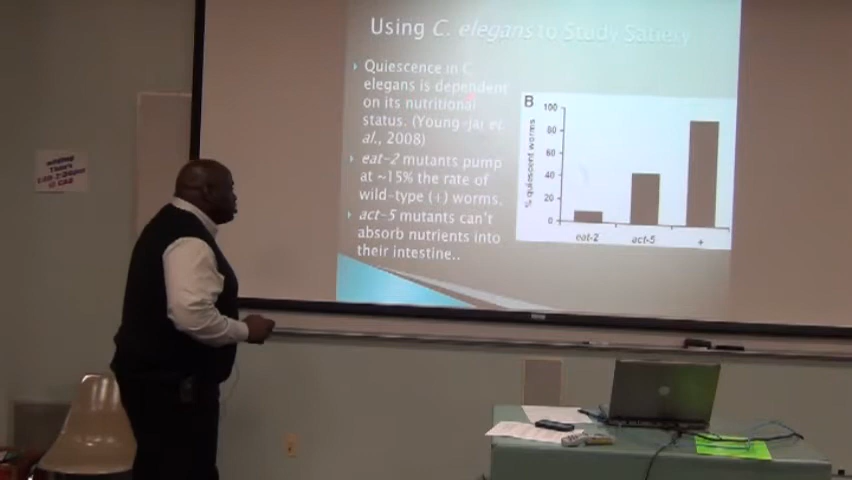 Using C. elegans to Study Satiety
Quiescence in C.
elegans is dependent
on its nutritional
status. (Young-jai et
al., 2008)
eat-2 mutants pump
at ~15% the rate of
wild-type (+) worms.
act-5 mutants can't
absorb nutrients into
their intestine..
B
% quiescent worms
100
80
60
40
20
0
eat-2 act-5 +